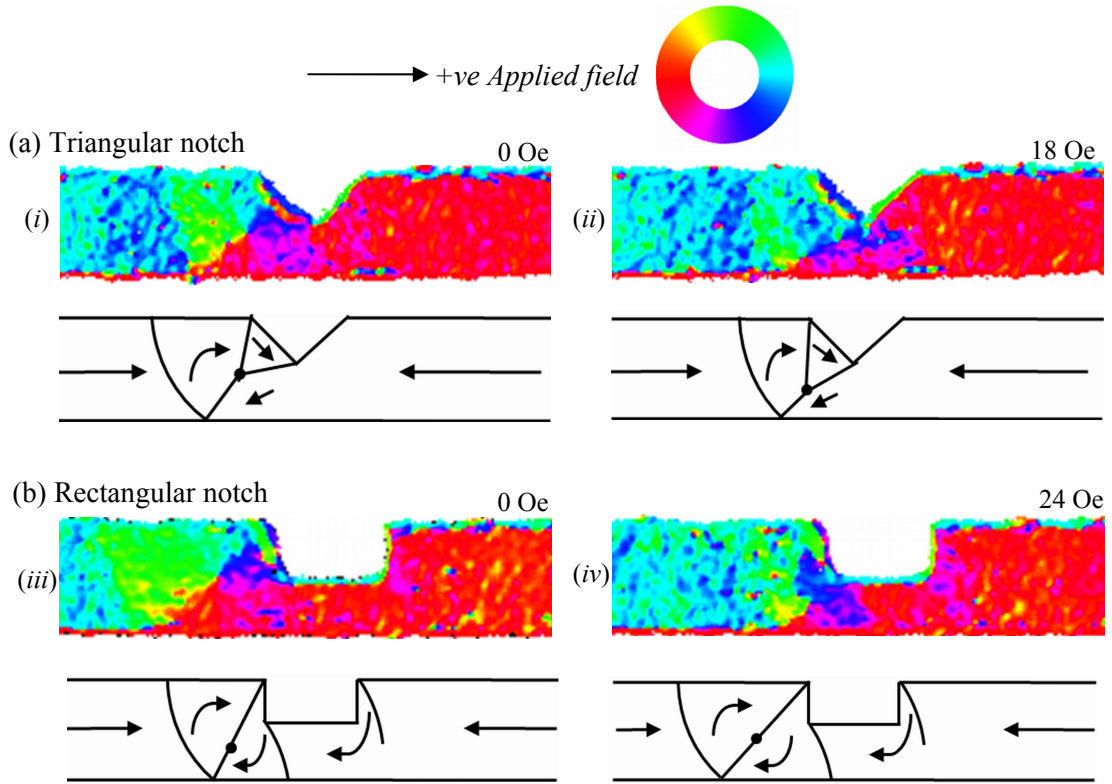 +ve Applied field
(a) Triangular notch
0 Oe
18 Oe
(i)
(ii)
(b) Rectangular notch
0 Oe
24 Oe
(iii)
(iv)